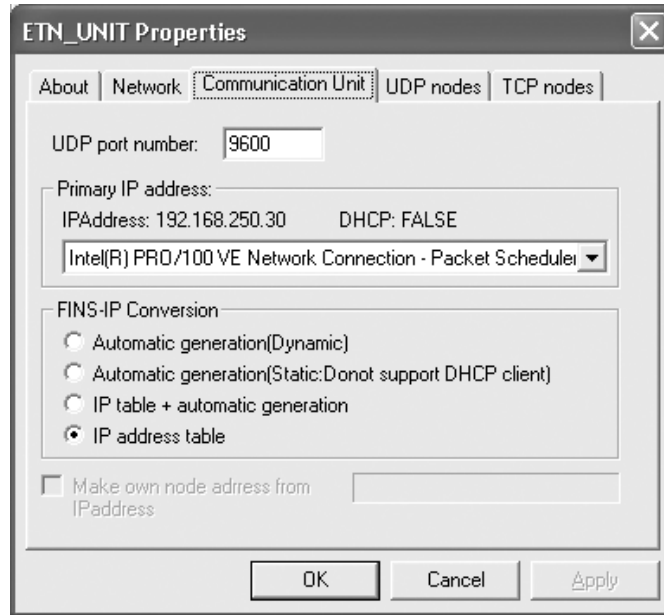 ETN_UNIT Properties
About Network Communication Unit UDP nodes TCP nodes
UDP port number: 9600
Primary IP address:
IPAddress: 192.168.250.30 DHCP: FALSE
Intel(R) PRO/100 VE Network Connection - Packet Scheduler
FINS-IP Conversion
Automatic generation(Dynamic)
Automatic generation(Static:Donot support DHCP client)
IP table + automatic generation
IP address table
Make own node adrress from
IPaddress
OK Cancel Apply